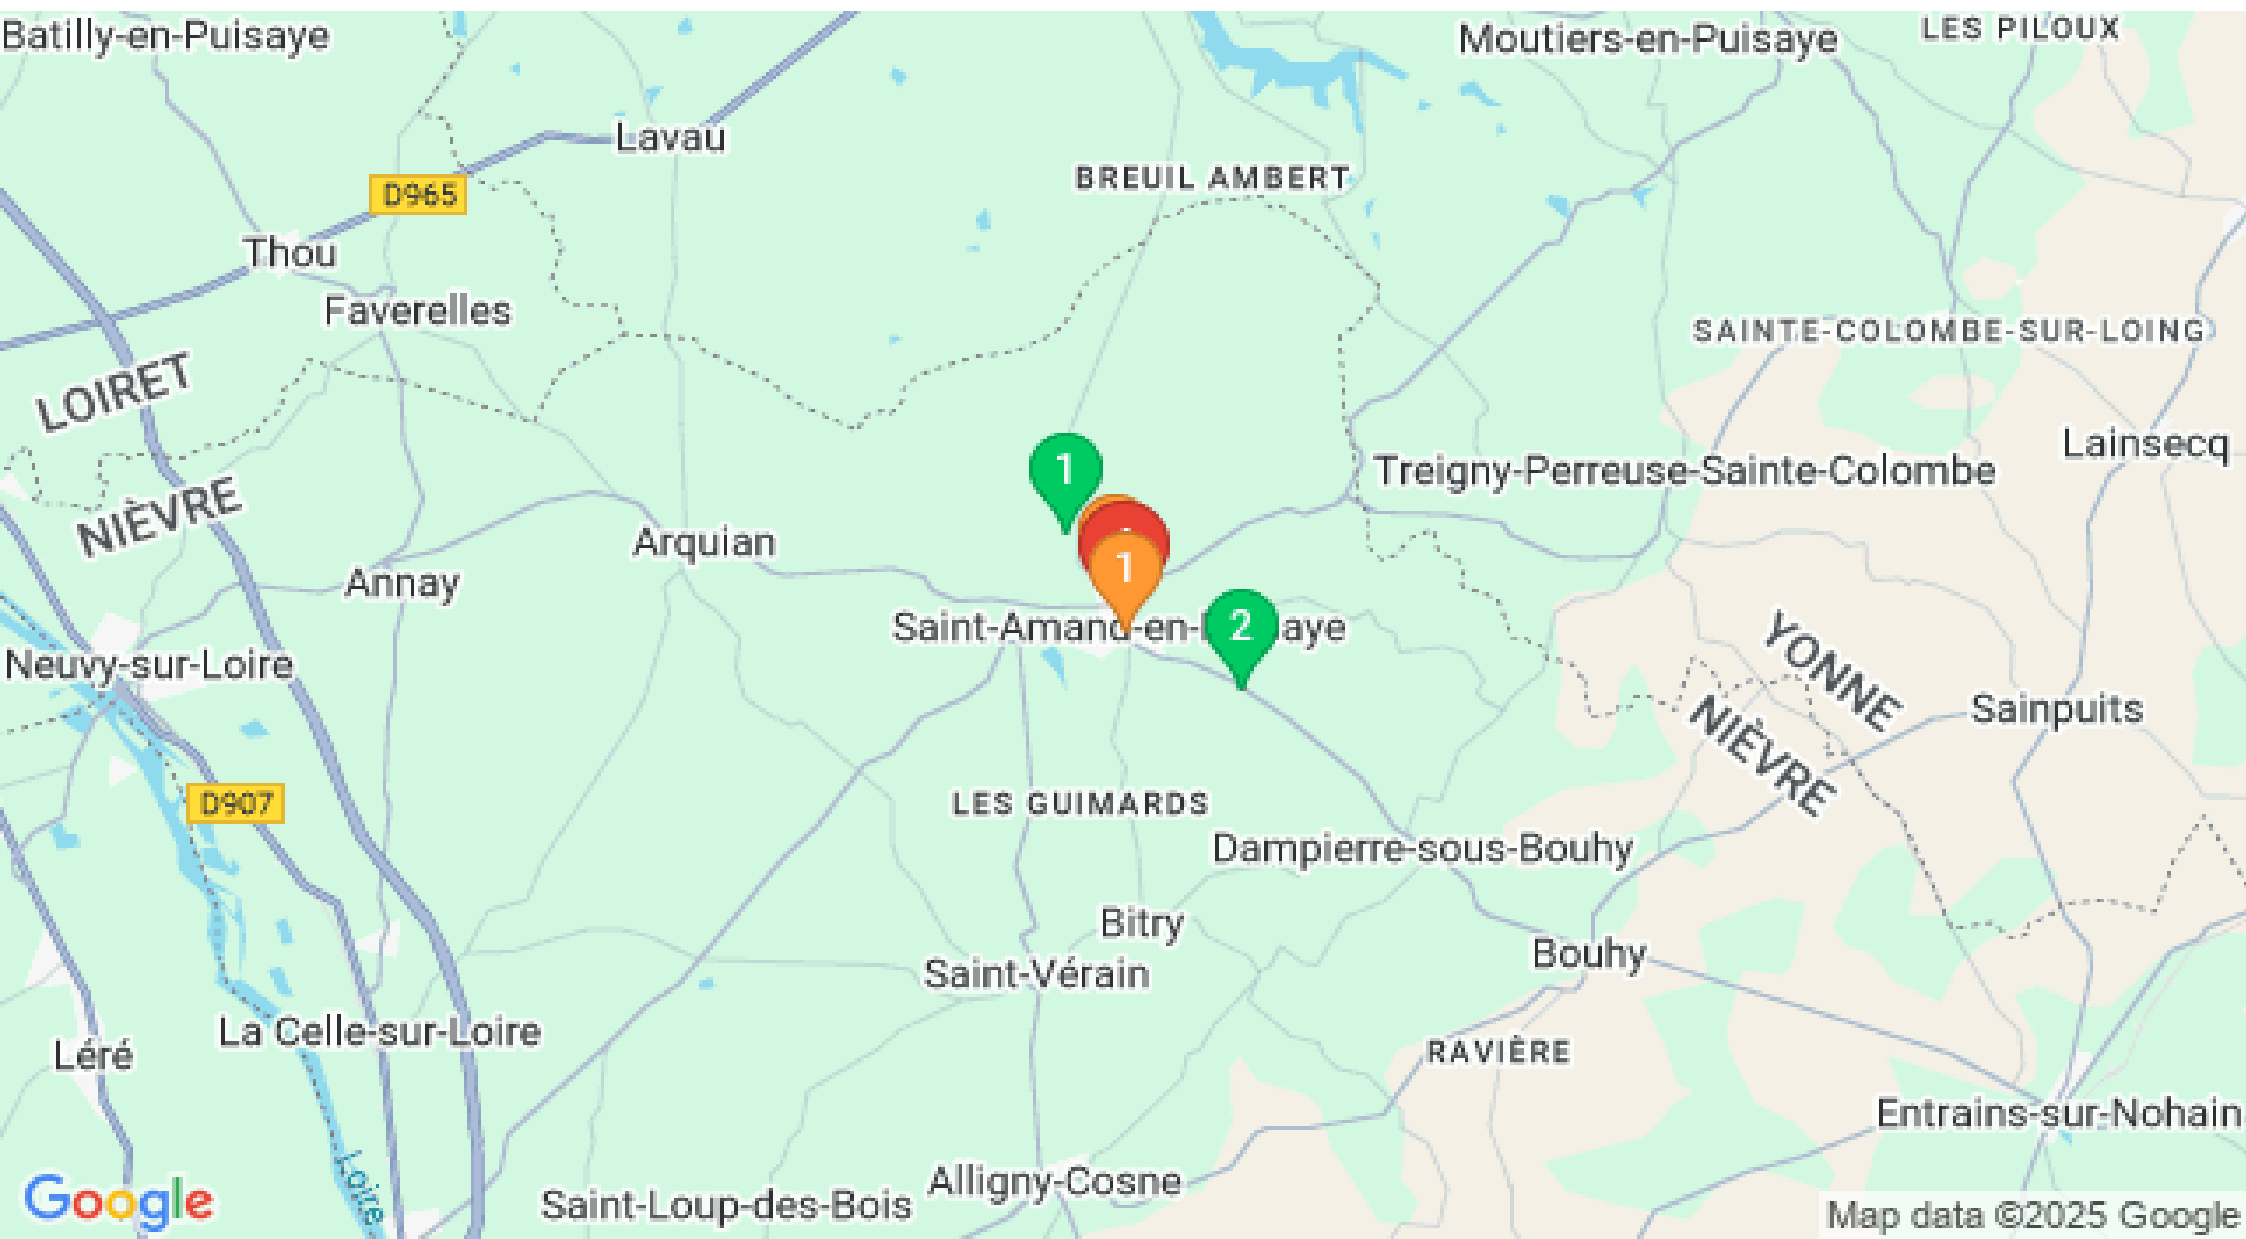 Batilly-en-Puisaye
Moutiers-en-Puisaye
LES PILOUX
Lavau
BREUIL AMBERT
D965
Thou
Faverelles
SAINTE-COLOMBE-SUR-LOING
LOIRET
Lainsecq
1
Treigny-Perreuse-Sainte-Colombe
NIÈVRE
Arquian
Annay
1
Saint-Amand-en-
aye
2
YONNE
Neuvy-sur-Loire
Sainpuits
NIÈVRE
D907
LES GUIMARDS
Dampierre-sous-Bouhy
Bitry
Bouhy
Saint-Vérain
La Celle-sur-Loire
Léré
RAVIÈRE
Entrains-sur-Nohain
Loire
Alligny-Cosne
Saint-Loup-des-Bois
Google
Map data ©2025 Google